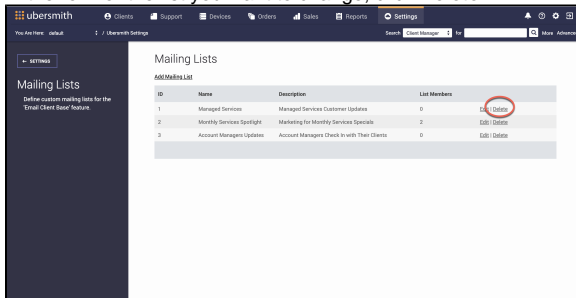 ubersmith
Clients Support Devices Orders Sales Reports Settings
You Are Here: default / Ubersmith Settings Search Client Manager for More Advanced
← SETTINGS
Mailing Lists
Define custom mailing lists for the
'Email Client Base' feature.
Mailing Lists
Add Mailing List
ID Name Description List Members
1 Managed Services Managed Services Customer Updates 0 Edit | Delete
2 Monthly Services Spotlight Marketing for Monthly Services Specials 2 Edit | Delete
3 Account Managers Updates Account Managers Check In with Their Clients 0 Edit | Delete